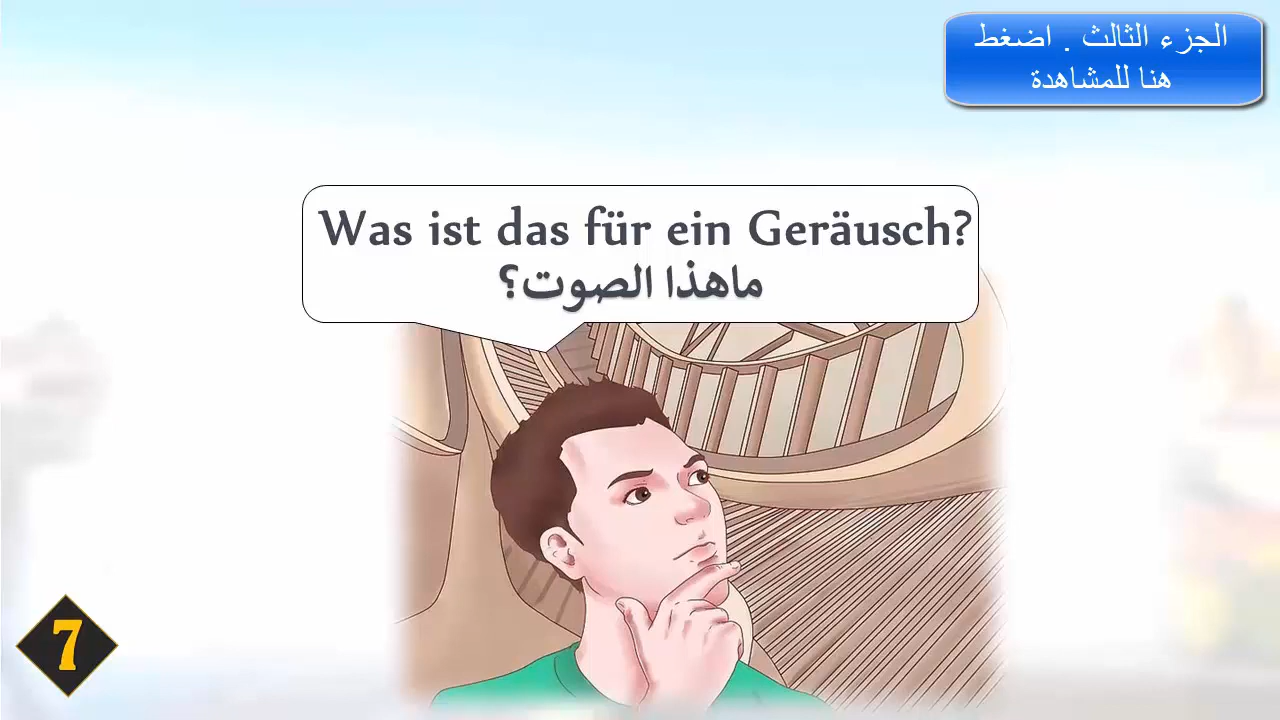 الجزء الثالث . اضغط
هنا للمشاهدة
Was ist das für ein Geräusch?
ماهذا الصوت؟
7